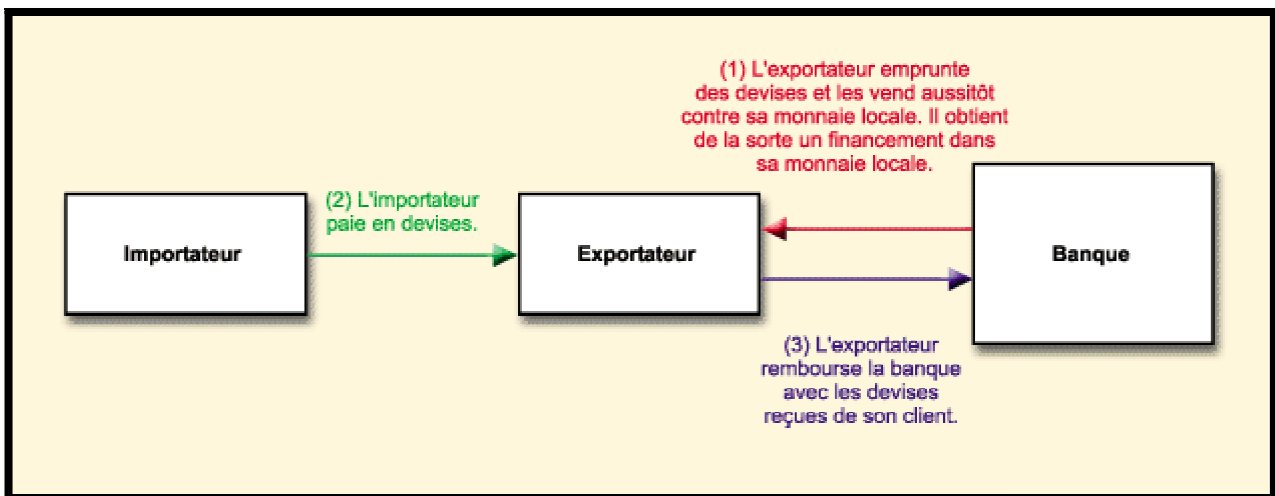 (1) L'exportateur emprunte
des devises et les vend aussitôt
contre sa monnaie locale. Il obtient
de la sorte un financement dans
sa monnaie locale.
(2) L'importateur
paie en devises.
Importateur
Exportateur
Banque
(3) L'exportateur
rembourse la banque
avec les devises
reçues de son client.